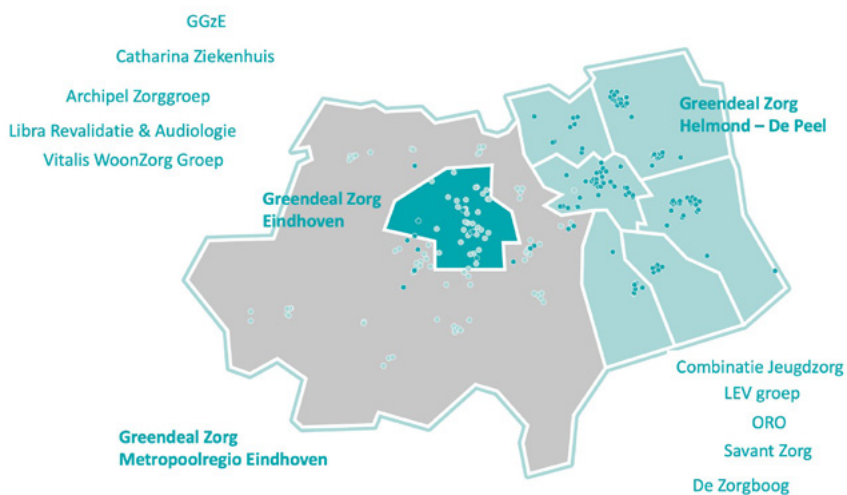 GGzE
Catharina Ziekenhuis
Archipel Zorggroep
Libra Revalidatie & Audiologie
Vitalis WoonZorg Groep
Greendeal Zorg
Eindhoven
Greendeal Zorg
Helmond – De Peel
Greendeal Zorg
Metropoolregio Eindhoven
Combinatie Jeugdzorg
LEV groep
ORO
Savant Zorg
De Zorgboog